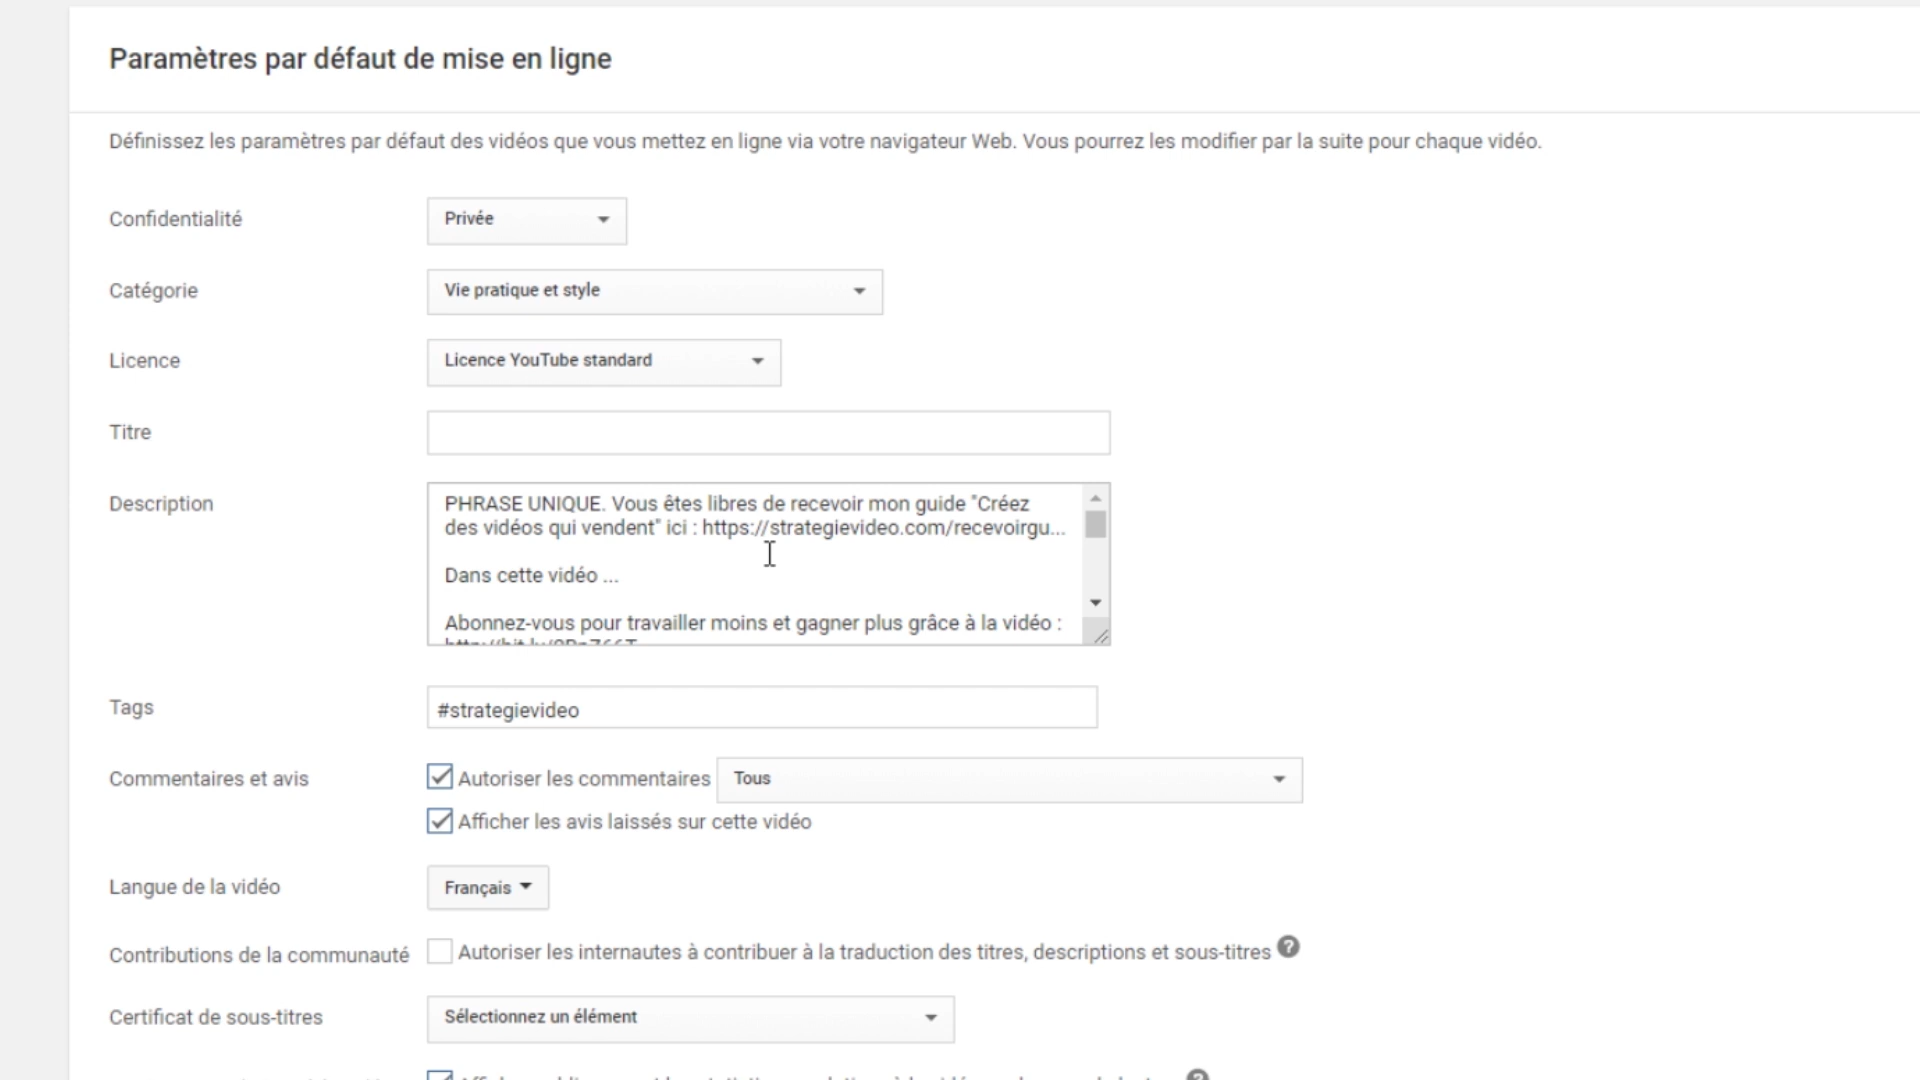 Paramètres par défaut de mise en ligne
Définissez les paramètres par défaut des vidéos que vous mettez en ligne via votre navigateur Web. Vous pourrez les modifier par la suite pour chaque vidéo.
Confidentialité Privée
Catégorie Vie pratique et style
Licence Licence YouTube standard
Titre
Description PHRASE UNIQUE. Vous êtes libres de recevoir mon guide "Créez
des vidéos qui vendent" ici : https://strategievideo.com/recevoirgu...
Dans cette vidéo ...
Abonnez-vous pour travailler moins et gagner plus grâce à la vidéo :
Tags #strategievideo
Commentaires et avis Autoriser les commentaires Tous
Afficher les avis laissés sur cette vidéo
Langue de la vidéo Français
Contributions de la communauté Autoriser les internautes à contribuer à la traduction des titres, descriptions et sous-titres ?
Certificat de sous-titres Sélectionnez un élément